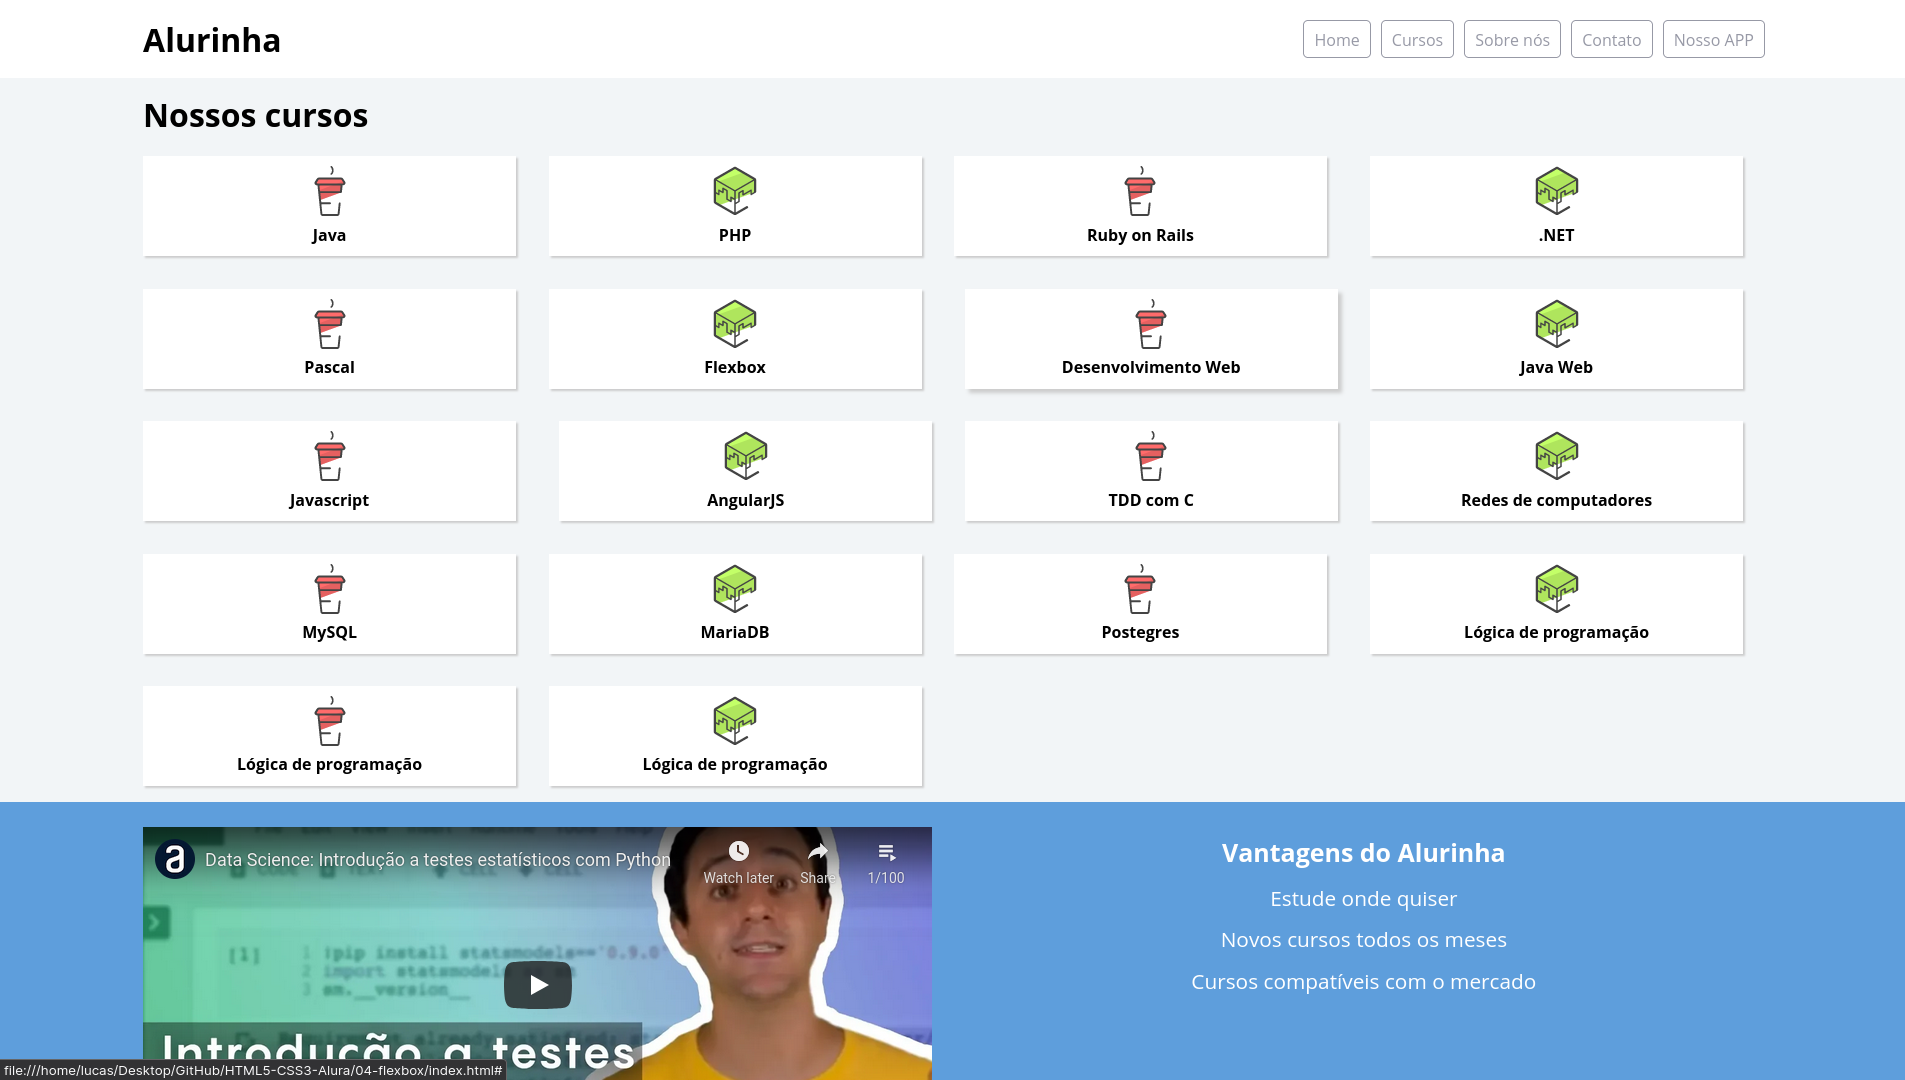 Alurinha
Home
Cursos
Sobre nós
Contato
Nosso APP
Nossos cursos
Java
PHP
Ruby on Rails
.NET
Pascal
Flexbox
Desenvolvimento Web
Java Web
Javascript
AngularJS
TDD com C
Redes de computadores
MySQL
MariaDB
Postegres
Lógica de programação
Lógica de programação
Lógica de programação
a Data Science: Introdução a testes estatísticos com Python
Watch later
Share
1/100
[1]
1 !pip install statsmodels=='0.9.0'
2 import statsmodels
3 sm.__version__
Introdução a testes
Vantagens do Alurinha
Estude onde quiser
Novos cursos todos os meses
Cursos compatíveis com o mercado
file:///home/lucas/Desktop/GitHub/HTML5-CSS3-Alura/04-flexbox/index.html#